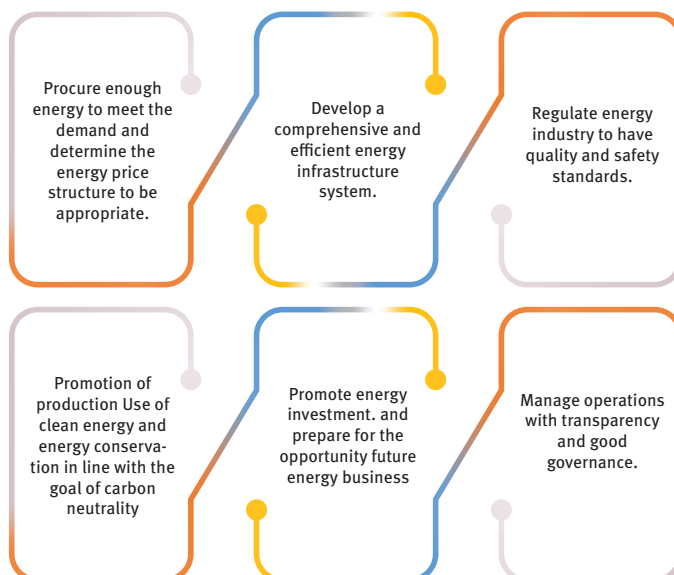 Procure enough
energy to meet the
demand and
determine the
energy price
structure to be
appropriate.
Develop a
comprehensive and
efficient energy
infrastructure
system.
Regulate energy
industry to have
quality and safety
standards.
Promotion of
production Use of
clean energy and
energy conserva-
tion in line with the
goal of carbon
neutrality
Promote energy
investment. and
prepare for the
opportunity future
energy business
Manage operations
with transparency
and good
governance.